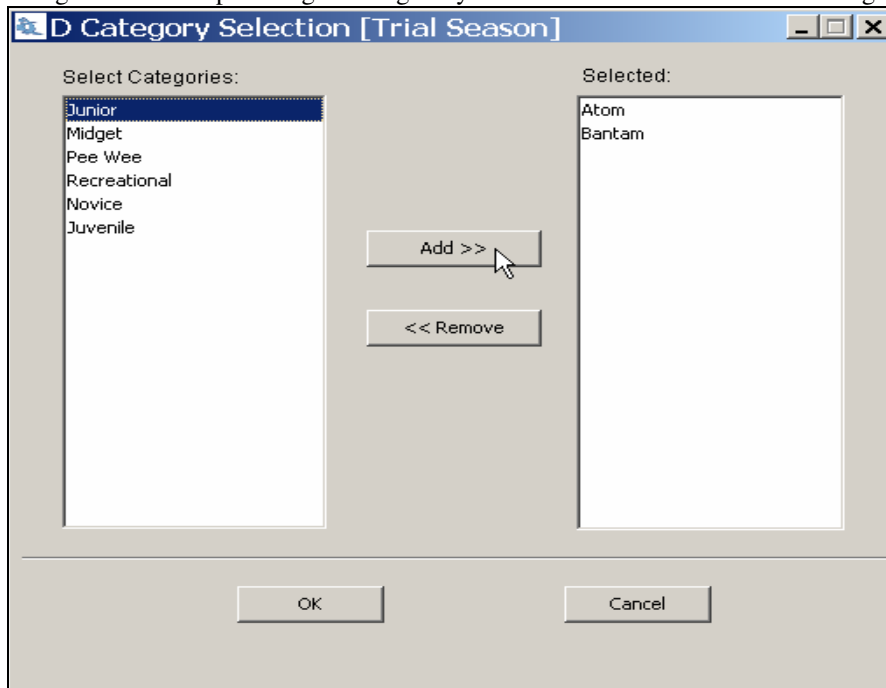 D Category Selection [Trial Season]
Select Categories:
Junior
Midget
Pee Wee
Recreational
Novice
Juvenile
Add >>
<< Remove
Selected:
Atom
Bantam
OK
Cancel